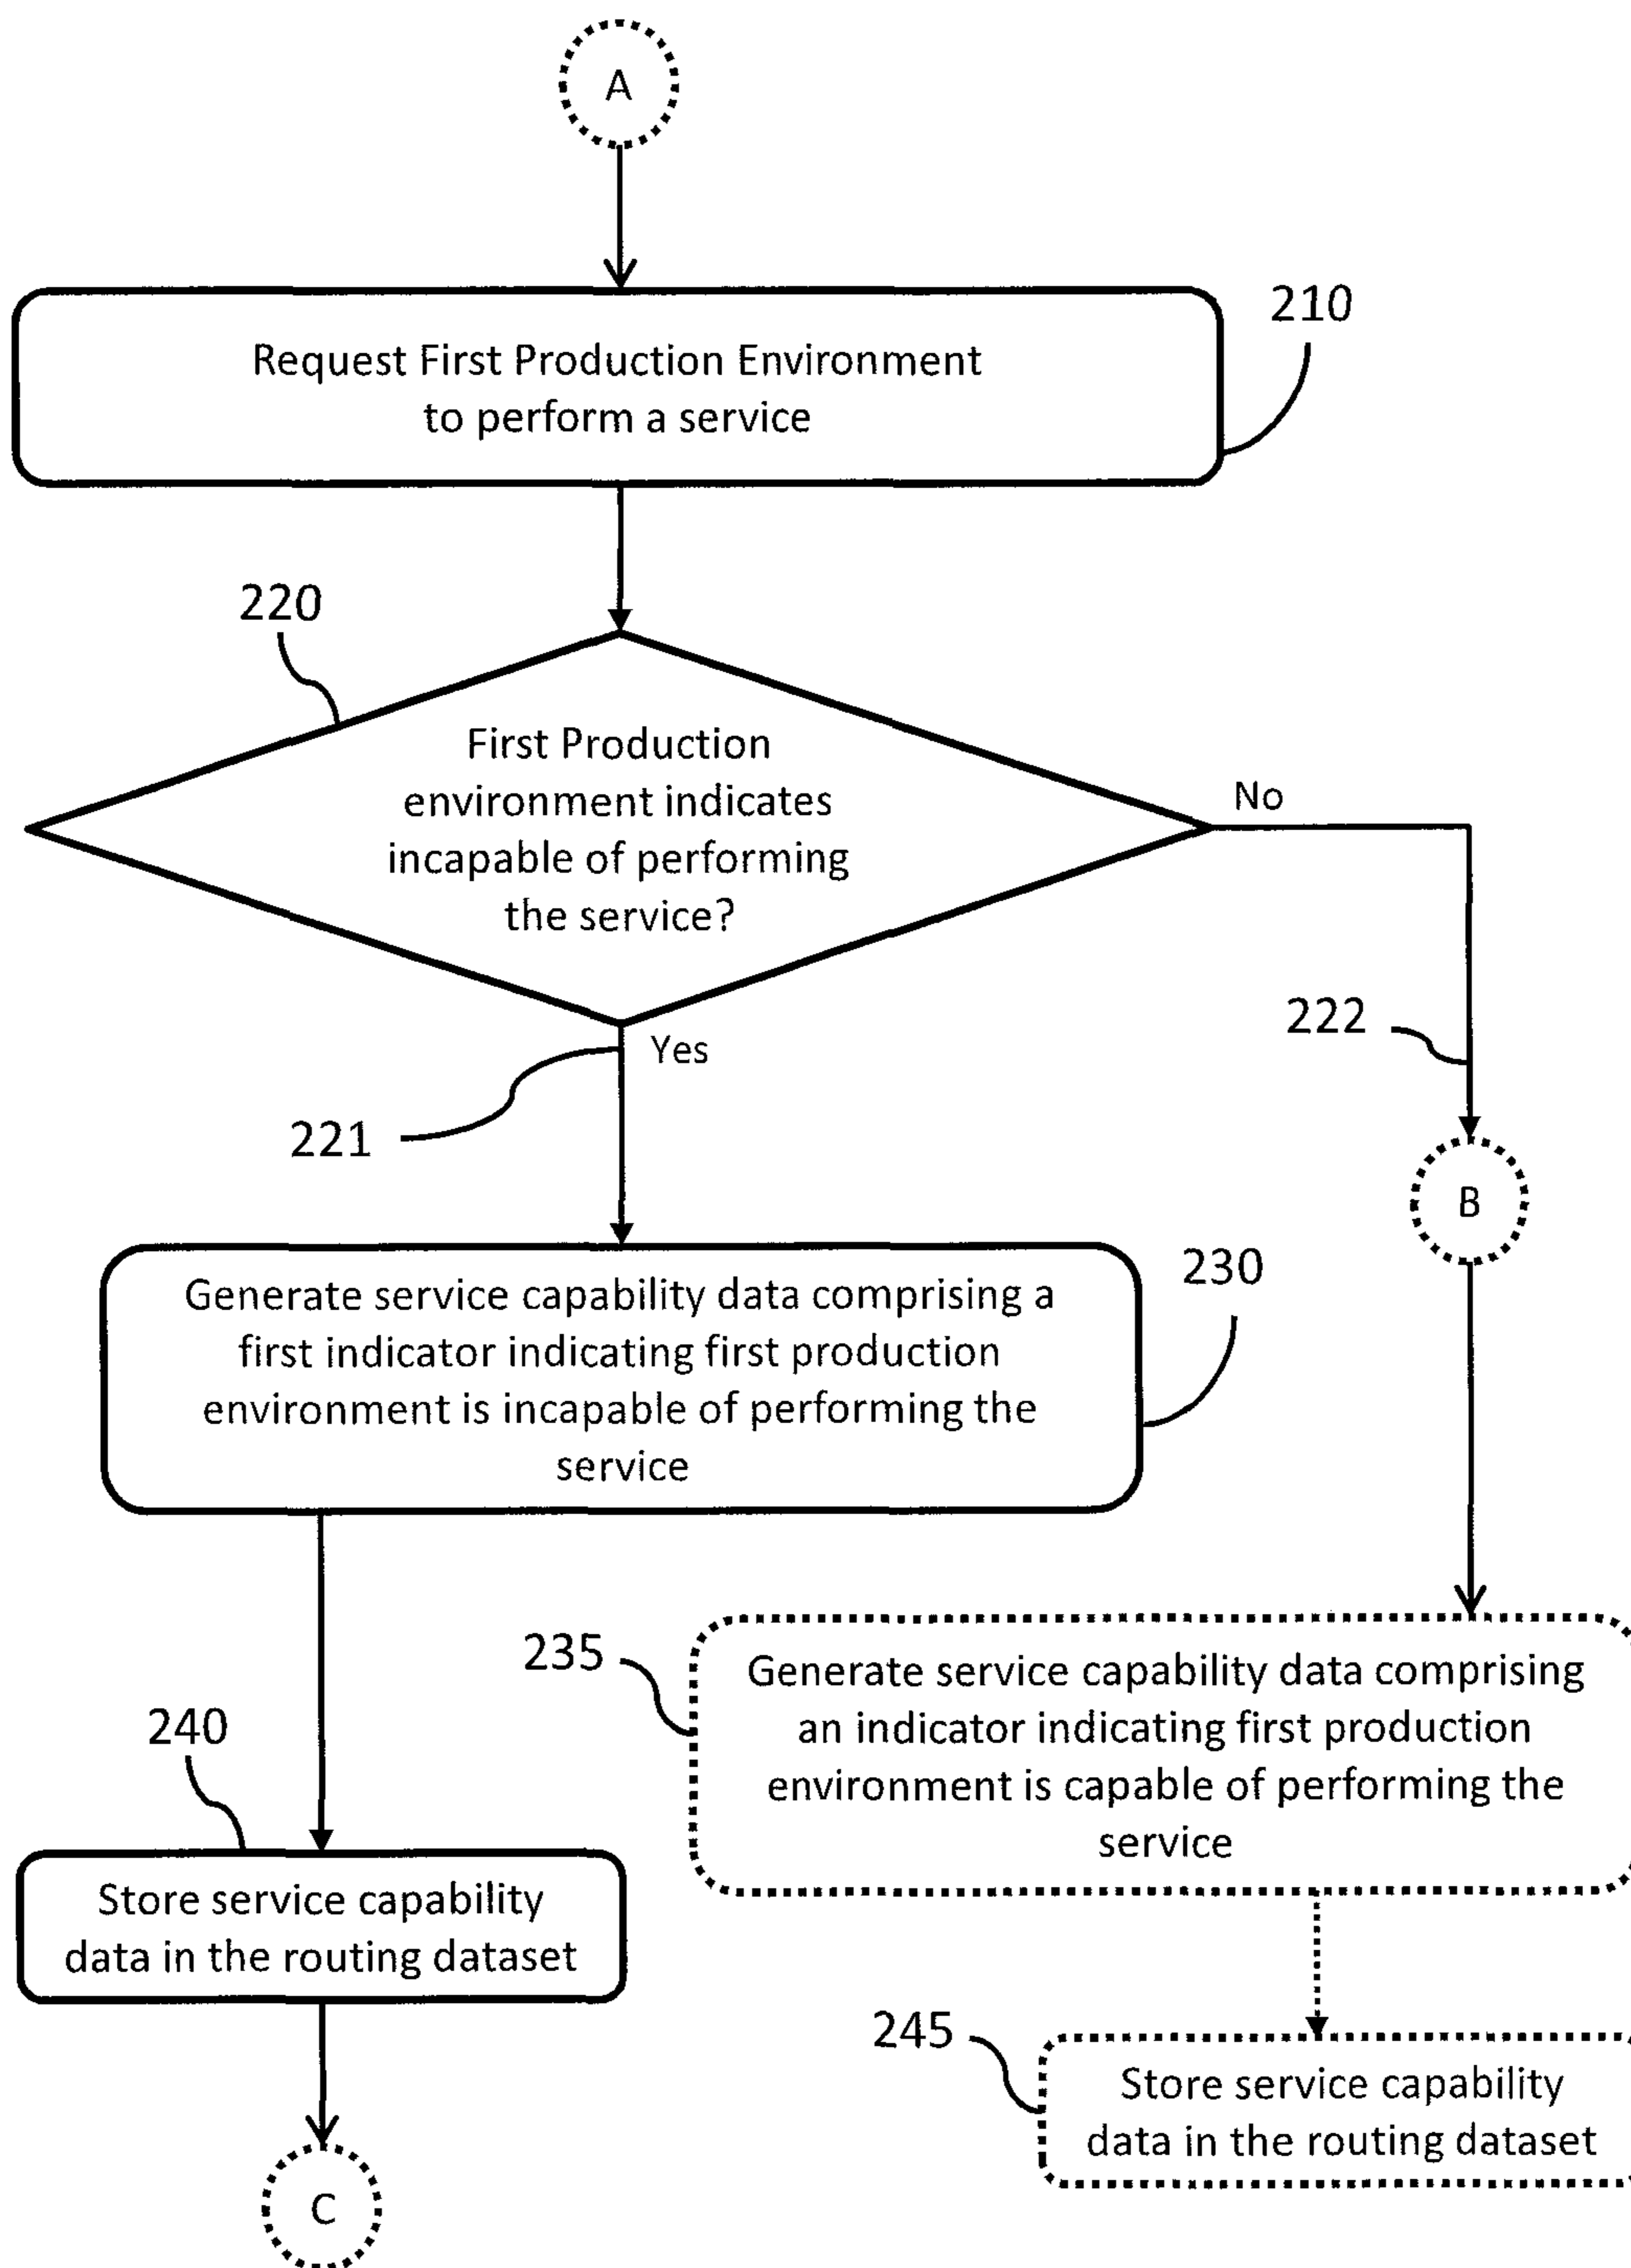 A
210
Request First Production Environment
to perform a service
220
First Production
environment indicates
incapable of performing
the service?
No
Yes
222
221
B
230
Generate service capability data comprising a
first indicator indicating first production
environment is incapable of performing the
service
235
Generate service capability data comprising
an indicator indicating first production
environment is capable of performing the
service
240
Store service capability
data in the routing dataset
245
Store service capability
data in the routing dataset
C